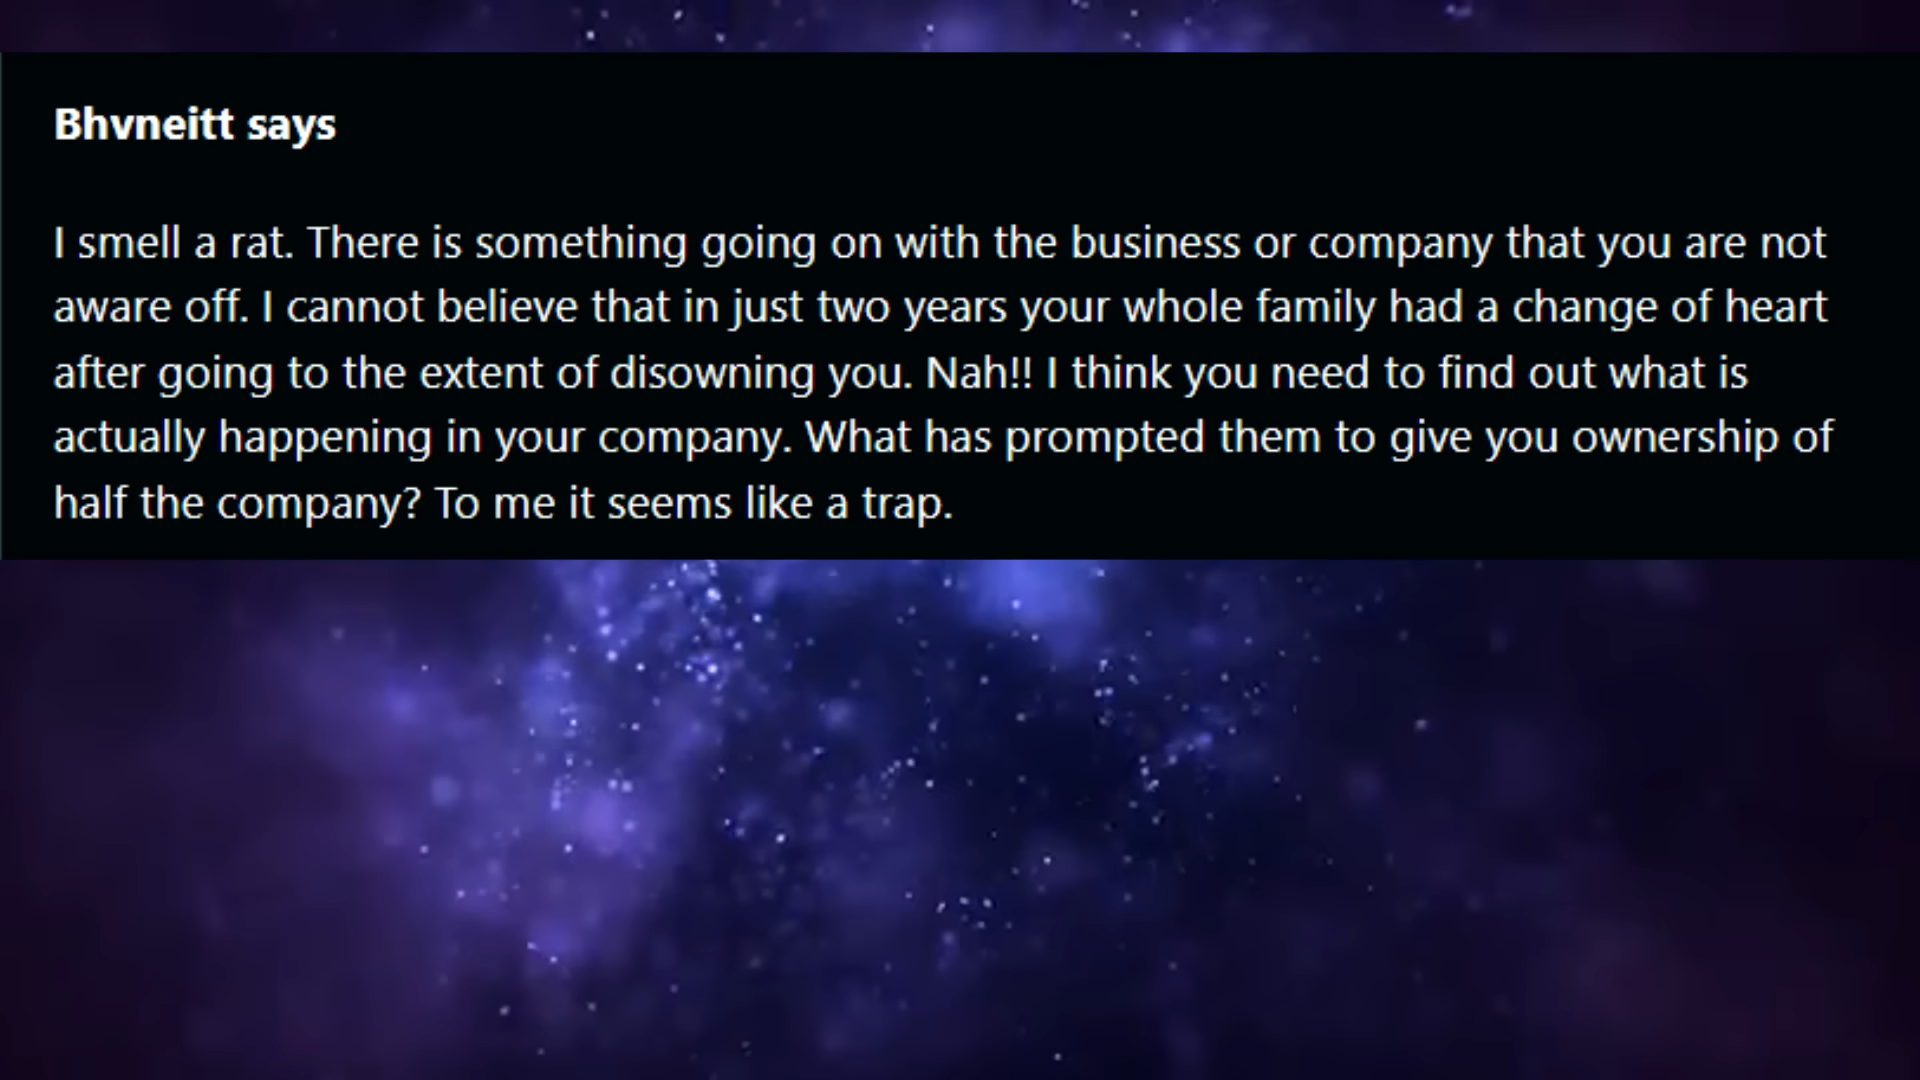 Bhvneitt says
I smell a rat. There is something going on with the business or company that you are not
aware off. I cannot believe that in just two years your whole family had a change of heart
after going to the extent of disowning you. Nah!! I think you need to find out what is
actually happening in your company. What has prompted them to give you ownership of
half the company? To me it seems like a trap.